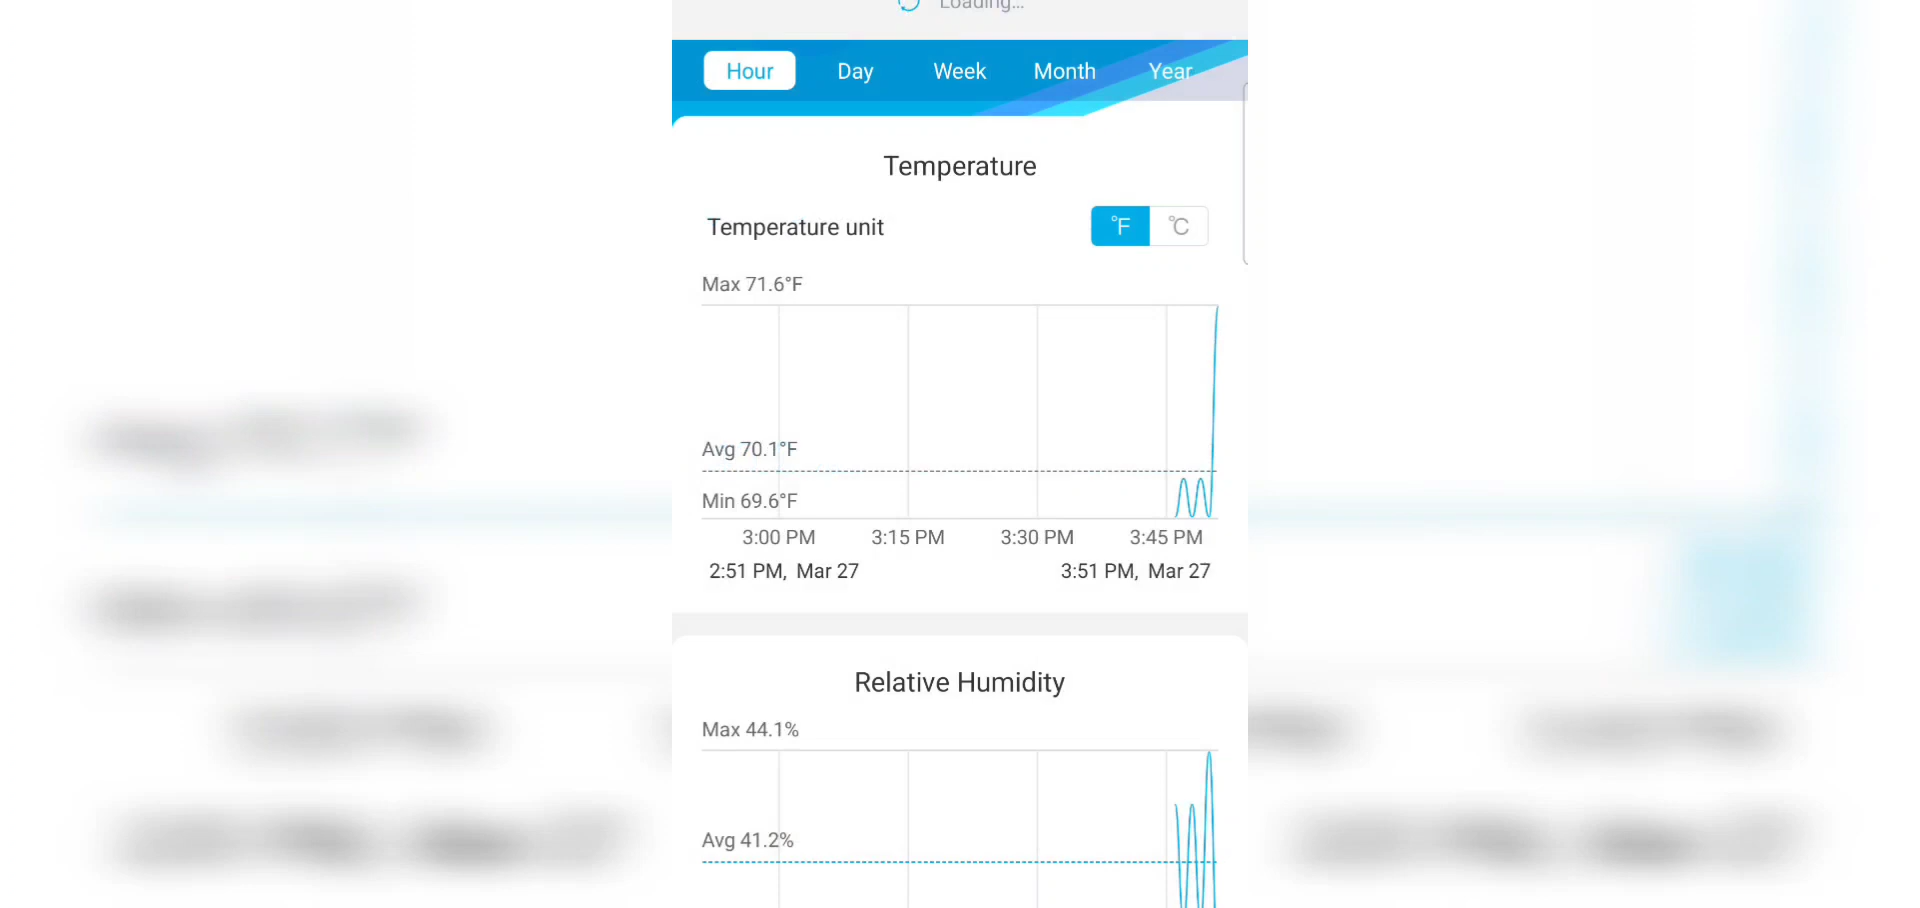 Loading...
Hour Day Week Month Year
Temperature
Temperature unit °F °C
Max 71.6°F
Avg 70.1°F
Min 69.6°F
3:00 PM 3:15 PM 3:30 PM 3:45 PM
2:51 PM, Mar 27 3:51 PM, Mar 27
Relative Humidity
Max 44.1%
Avg 41.2%